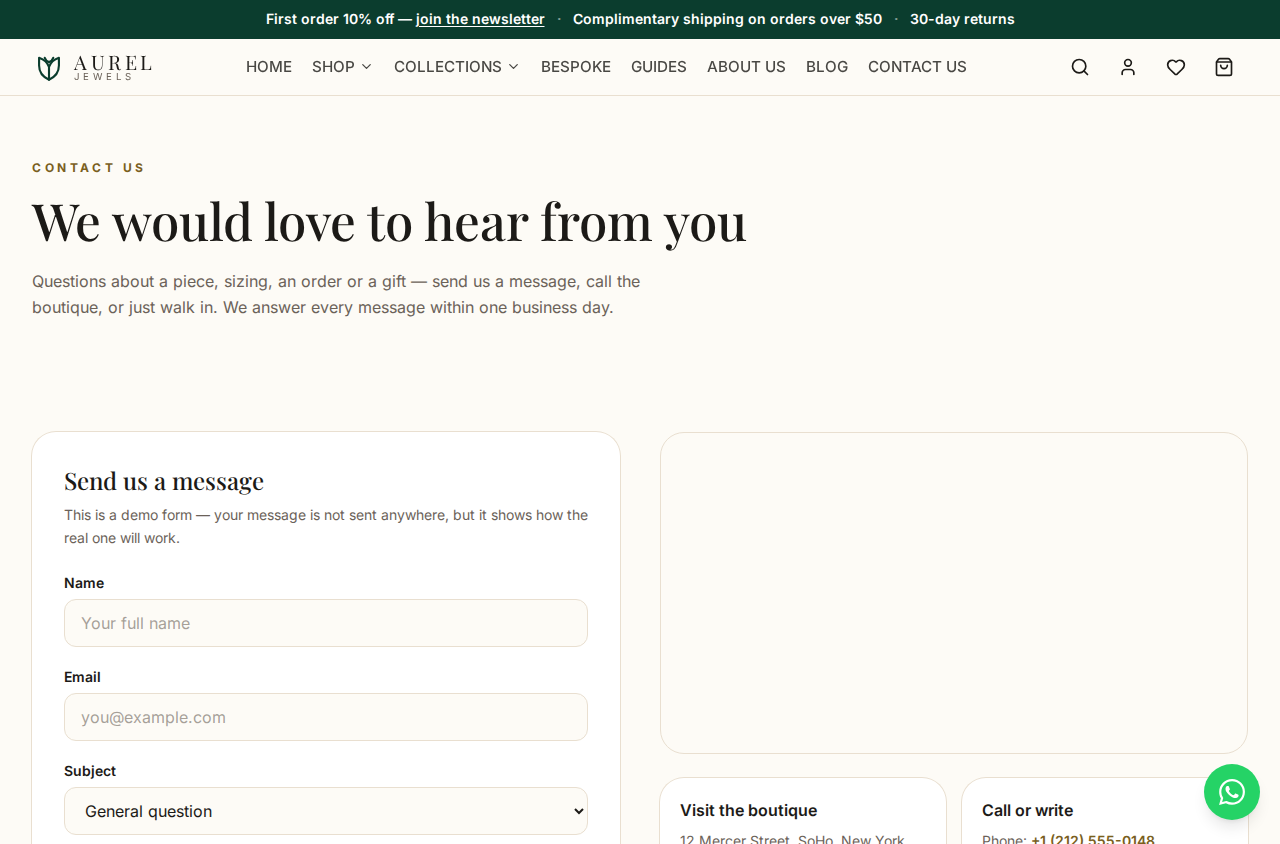 First order 10% off — join the newsletter · Complimentary shipping on orders over $50 · 30-day returns
AUREL
JEWELS
HOME SHOP COLLECTIONS BESPOKE GUIDES ABOUT US BLOG CONTACT US
CONTACT US
We would love to hear from you
Questions about a piece, sizing, an order or a gift — send us a message, call the
boutique, or just walk in. We answer every message within one business day.
Send us a message
This is a demo form — your message is not sent anywhere, but it shows how the
real one will work.
Name
Your full name
Email
you@example.com
Subject
General question
Visit the boutique
12 Mercer Street, SoHo, New York
Call or write
Phone: +1 (212) 555-0148